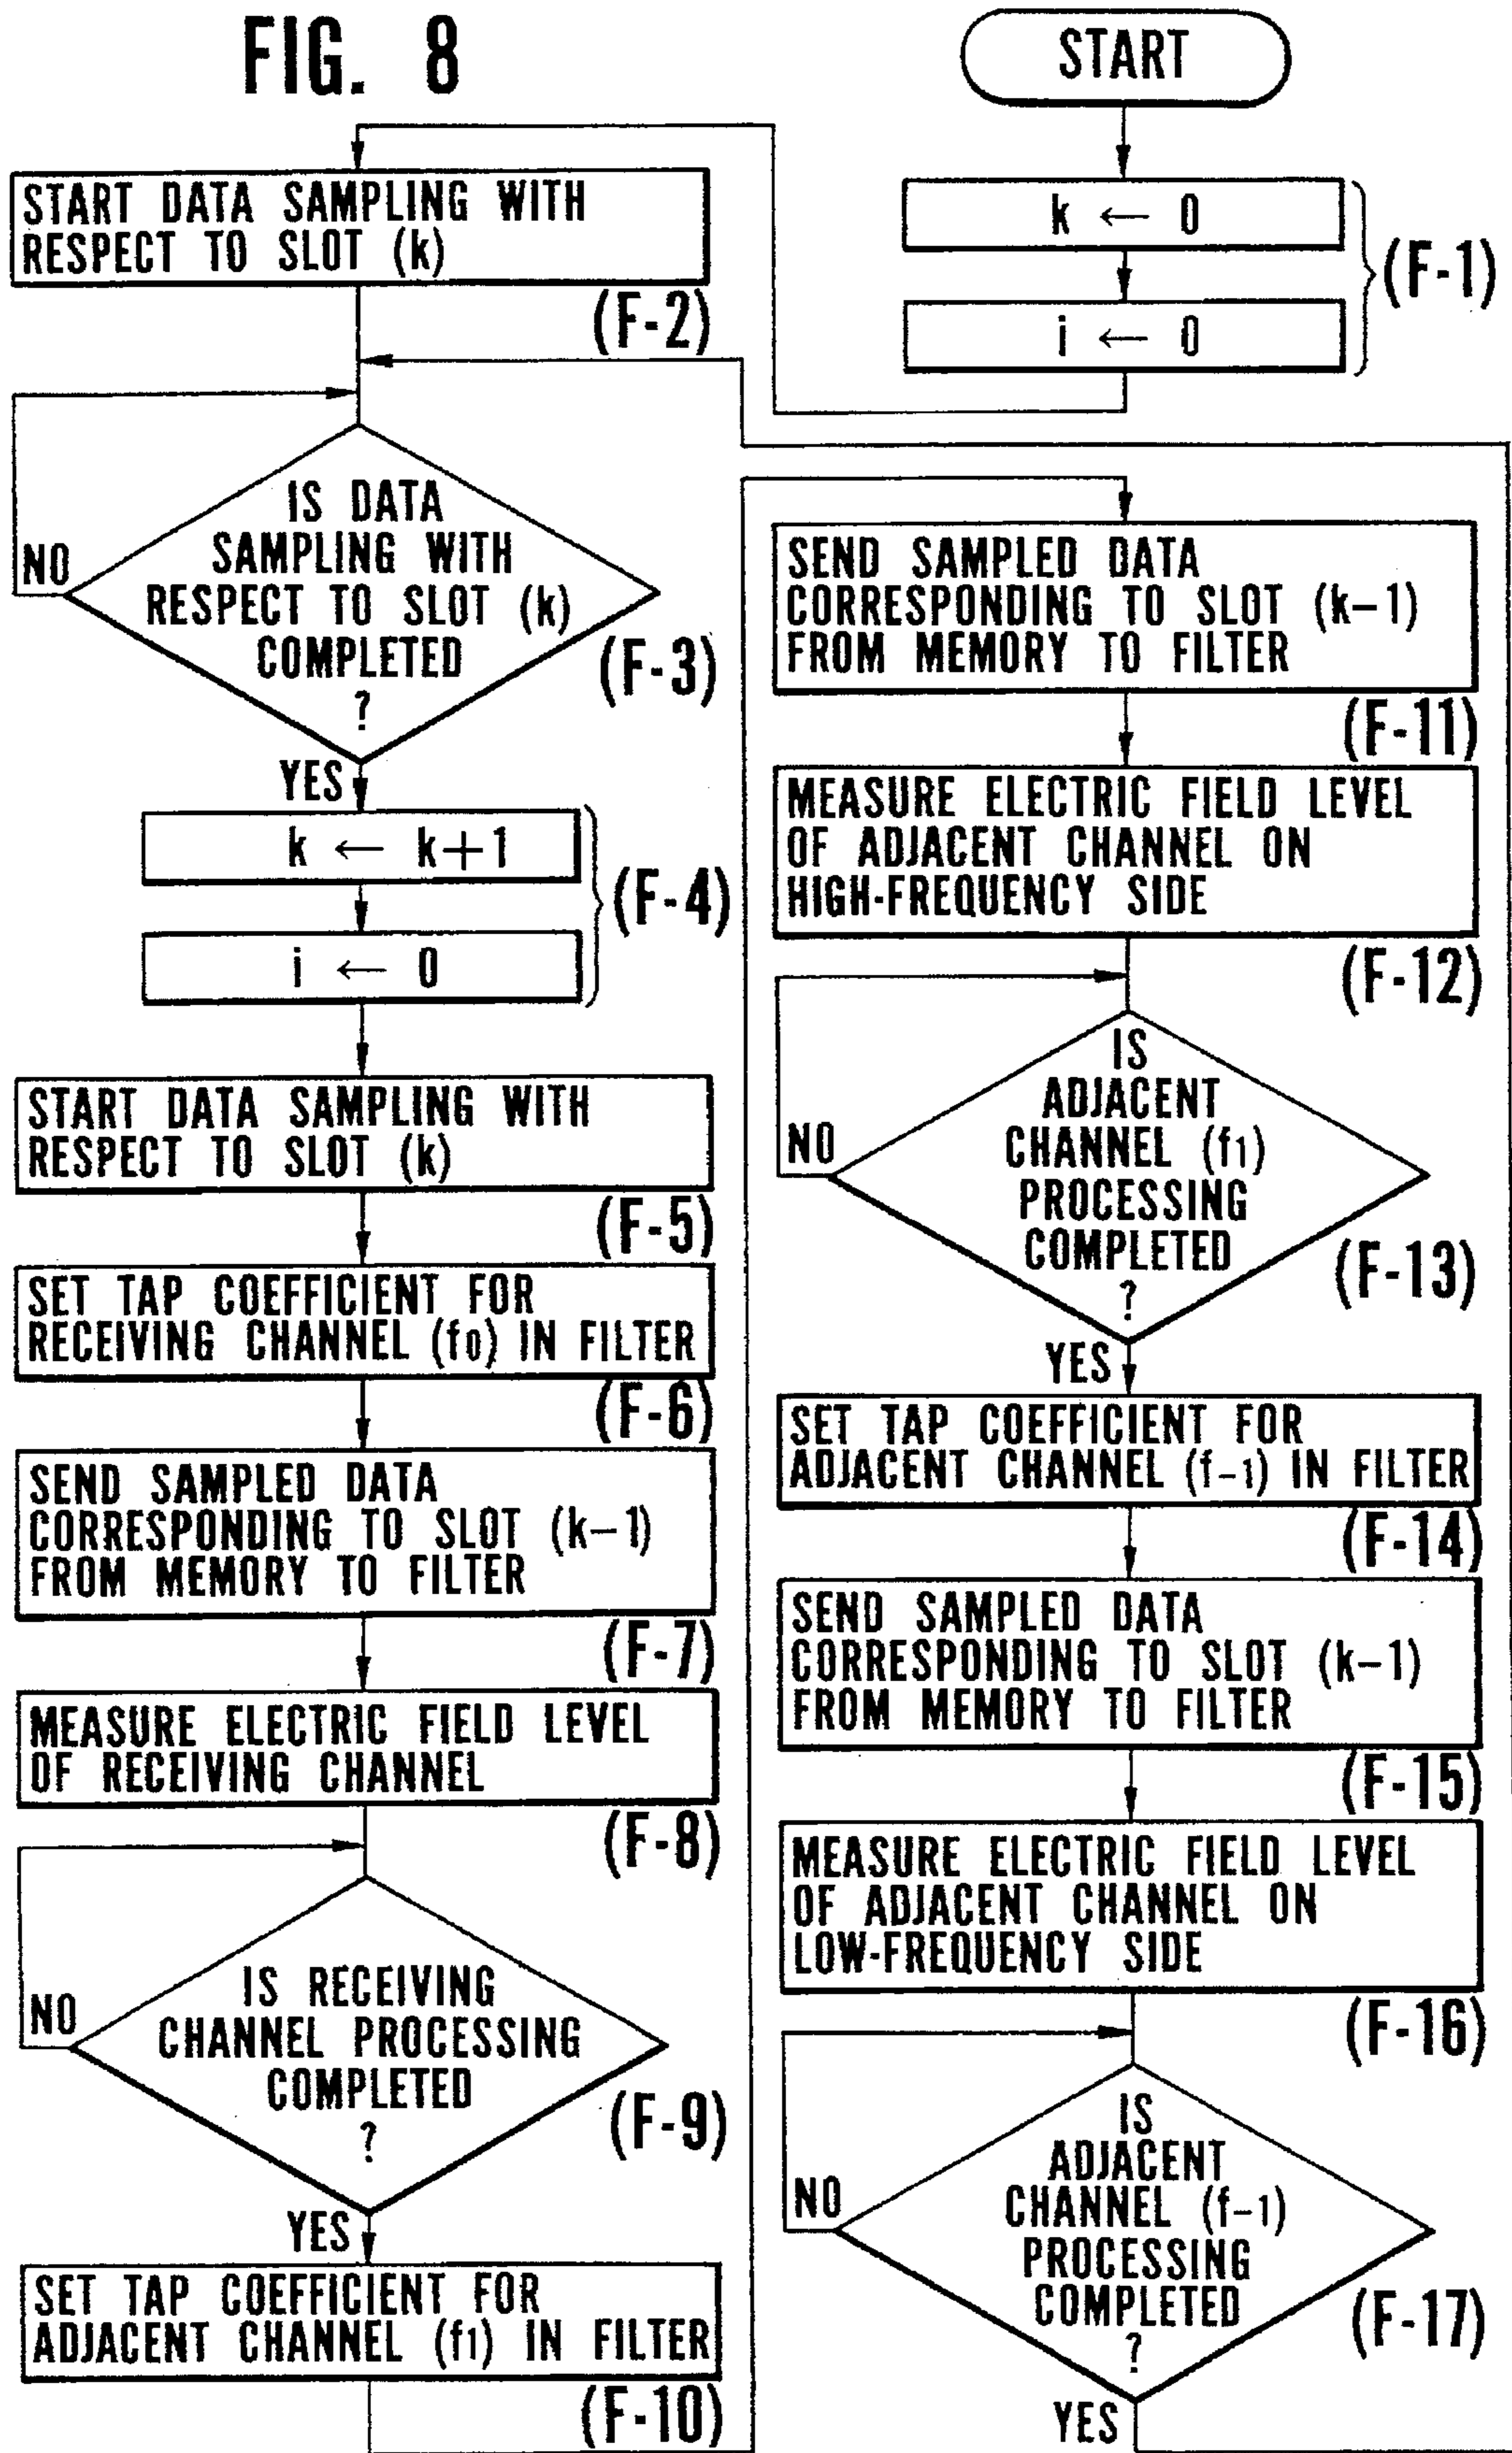 FIG. 8
START
k ← 0
i ← 0
(F-1)
START DATA SAMPLING WITH
RESPECT TO SLOT (k)
(F-2)
IS DATA
SAMPLING WITH
RESPECT TO SLOT (k)
COMPLETED
?
(F-3)
NO
YES
k ← k+1
i ← 0
(F-4)
START DATA SAMPLING WITH
RESPECT TO SLOT (k)
(F-5)
SET TAP COEFFICIENT FOR
RECEIVING CHANNEL (f0) IN FILTER
(F-6)
SEND SAMPLED DATA
CORRESPONDING TO SLOT (k-1)
FROM MEMORY TO FILTER
(F-7)
MEASURE ELECTRIC FIELD LEVEL
OF RECEIVING CHANNEL
(F-8)
IS RECEIVING
CHANNEL PROCESSING
COMPLETED
?
(F-9)
NO
YES
SET TAP COEFFICIENT FOR
ADJACENT CHANNEL (f1) IN FILTER
(F-10)
SEND SAMPLED DATA
CORRESPONDING TO SLOT (k-1)
FROM MEMORY TO FILTER
(F-11)
MEASURE ELECTRIC FIELD LEVEL
OF ADJACENT CHANNEL ON
HIGH-FREQUENCY SIDE
(F-12)
IS
ADJACENT
CHANNEL (f1)
PROCESSING
COMPLETED
?
(F-13)
NO
YES
SET TAP COEFFICIENT FOR
ADJACENT CHANNEL (f-1) IN FILTER
(F-14)
SEND SAMPLED DATA
CORRESPONDING TO SLOT (k-1)
FROM MEMORY TO FILTER
(F-15)
MEASURE ELECTRIC FIELD LEVEL
OF ADJACENT CHANNEL ON
LOW-FREQUENCY SIDE
(F-16)
IS
ADJACENT
CHANNEL (f-1)
PROCESSING
COMPLETED
?
(F-17)
NO
YES